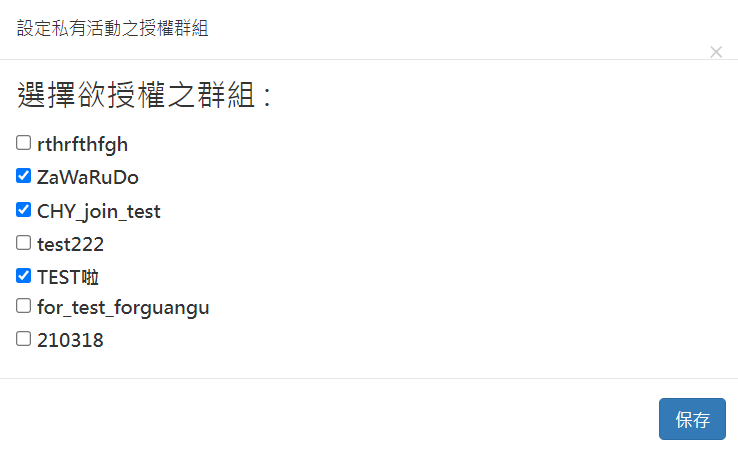 設定私有活動之授權群組
×
選擇欲授權之群組 :
rthrfthfgh
ZaWaRuDo
CHY_join_test
test222
TEST啦
for_test_forguangu
210318
保存